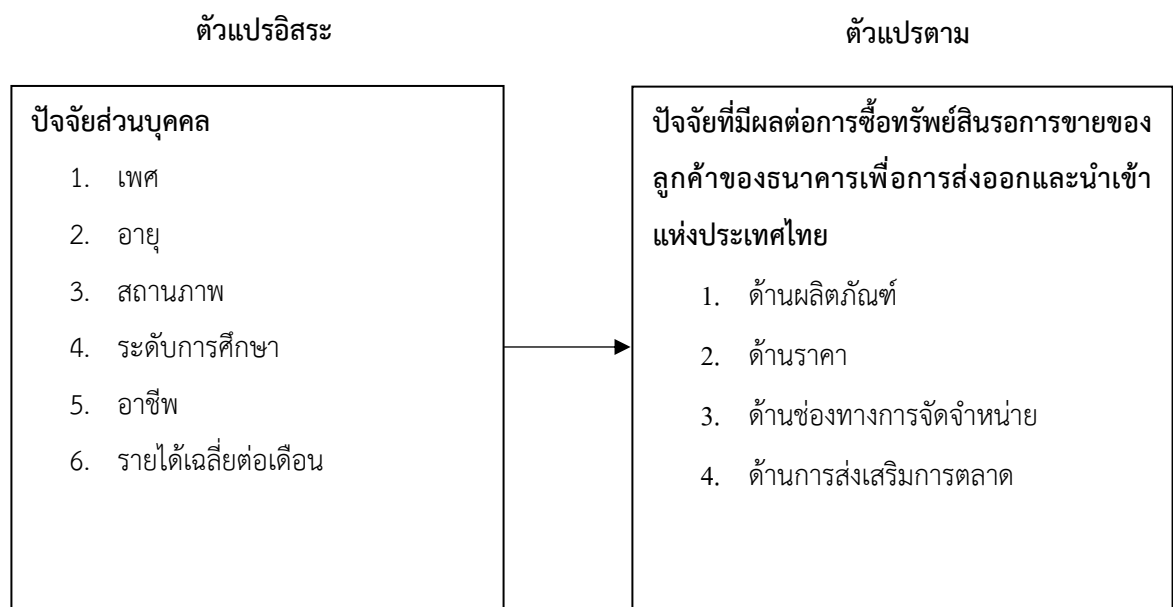 ตัวแปรอิสระ
ตัวแปรตาม
ปัจจัยส่วนบุคคล
1. เพศ
2. อายุ
3. สถานภาพ
4. ระดับการศึกษา
5. อาชีพ
6. รายได้เฉลี่ยต่อเดือน
ปัจจัยที่มีผลต่อการซื้อทรัพย์สินรอการขายของ
ลูกค้าของธนาคารเพื่อการส่งออกและนำเข้า
แห่งประเทศไทย
1. ด้านผลิตภัณฑ์
2. ด้านราคา
3. ด้านช่องทางการจัดจำหน่าย
4. ด้านการส่งเสริมการตลาด